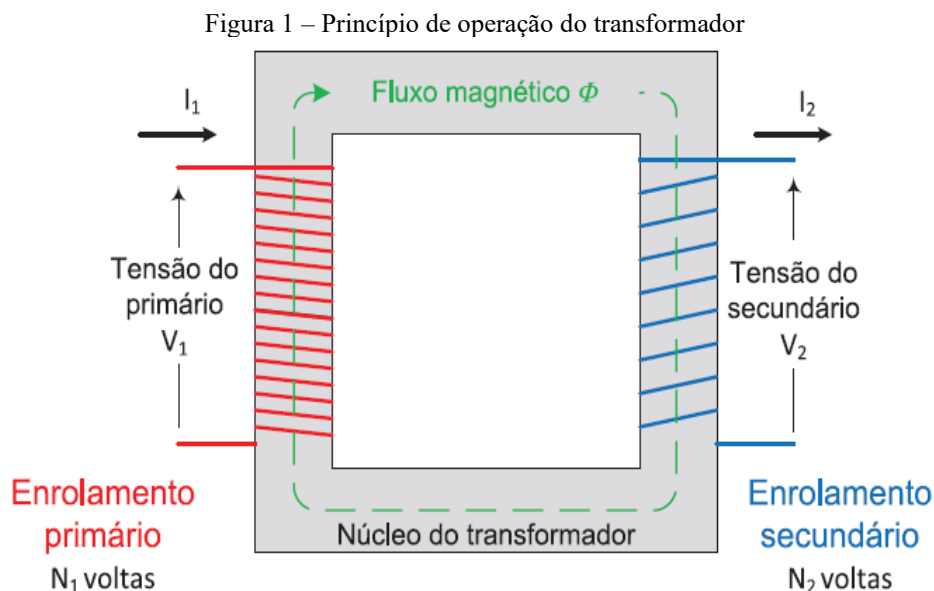 Figura 1 – Princípio de operação do transformador
Fluxo magnético Φ
I₁
I₂
Tensão do
primário
V₁
Tensão do
secundário
V₂
Enrolamento
primário
N₁ voltas
Núcleo do transformador
Enrolamento
secundário
N₂ voltas